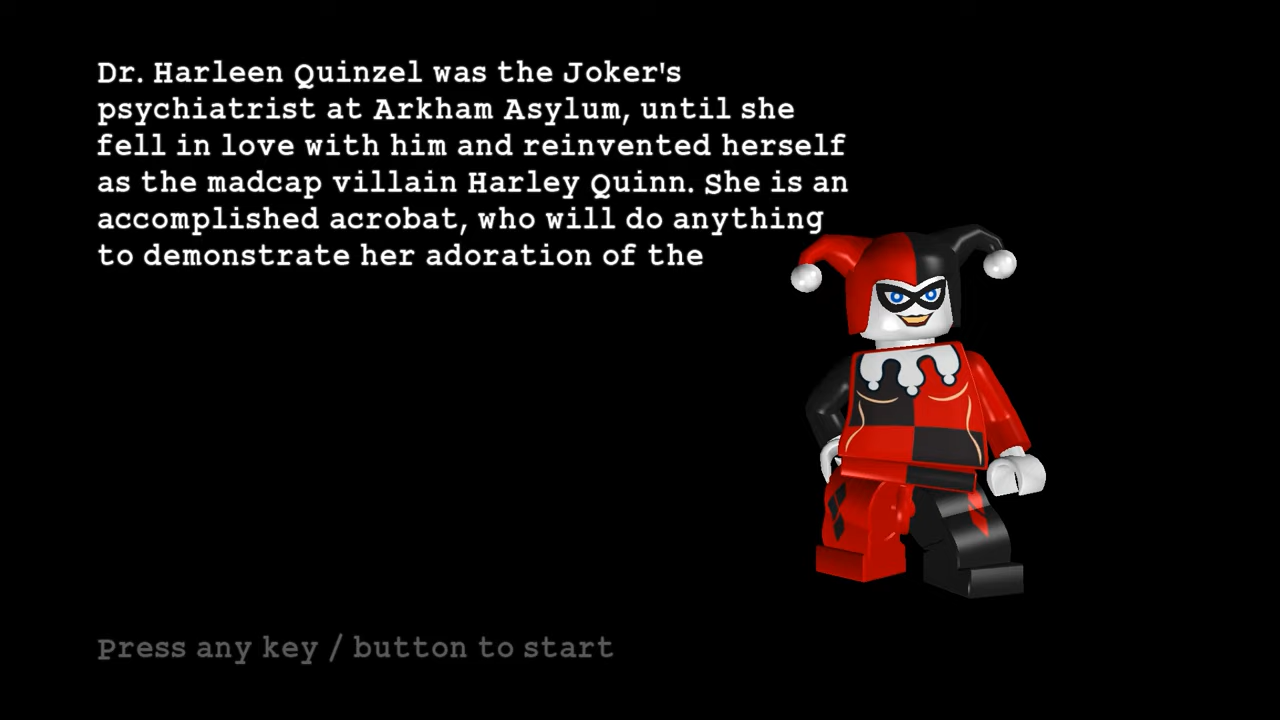 Dr. Harleen Quinzel was the Joker's
psychiatrist at Arkham Asylum, until she
fell in love with him and reinvented herself
as the madcap villain Harley Quinn. She is an
accomplished acrobat, who will do anything
to demonstrate her adoration of the
Press any key / button to start